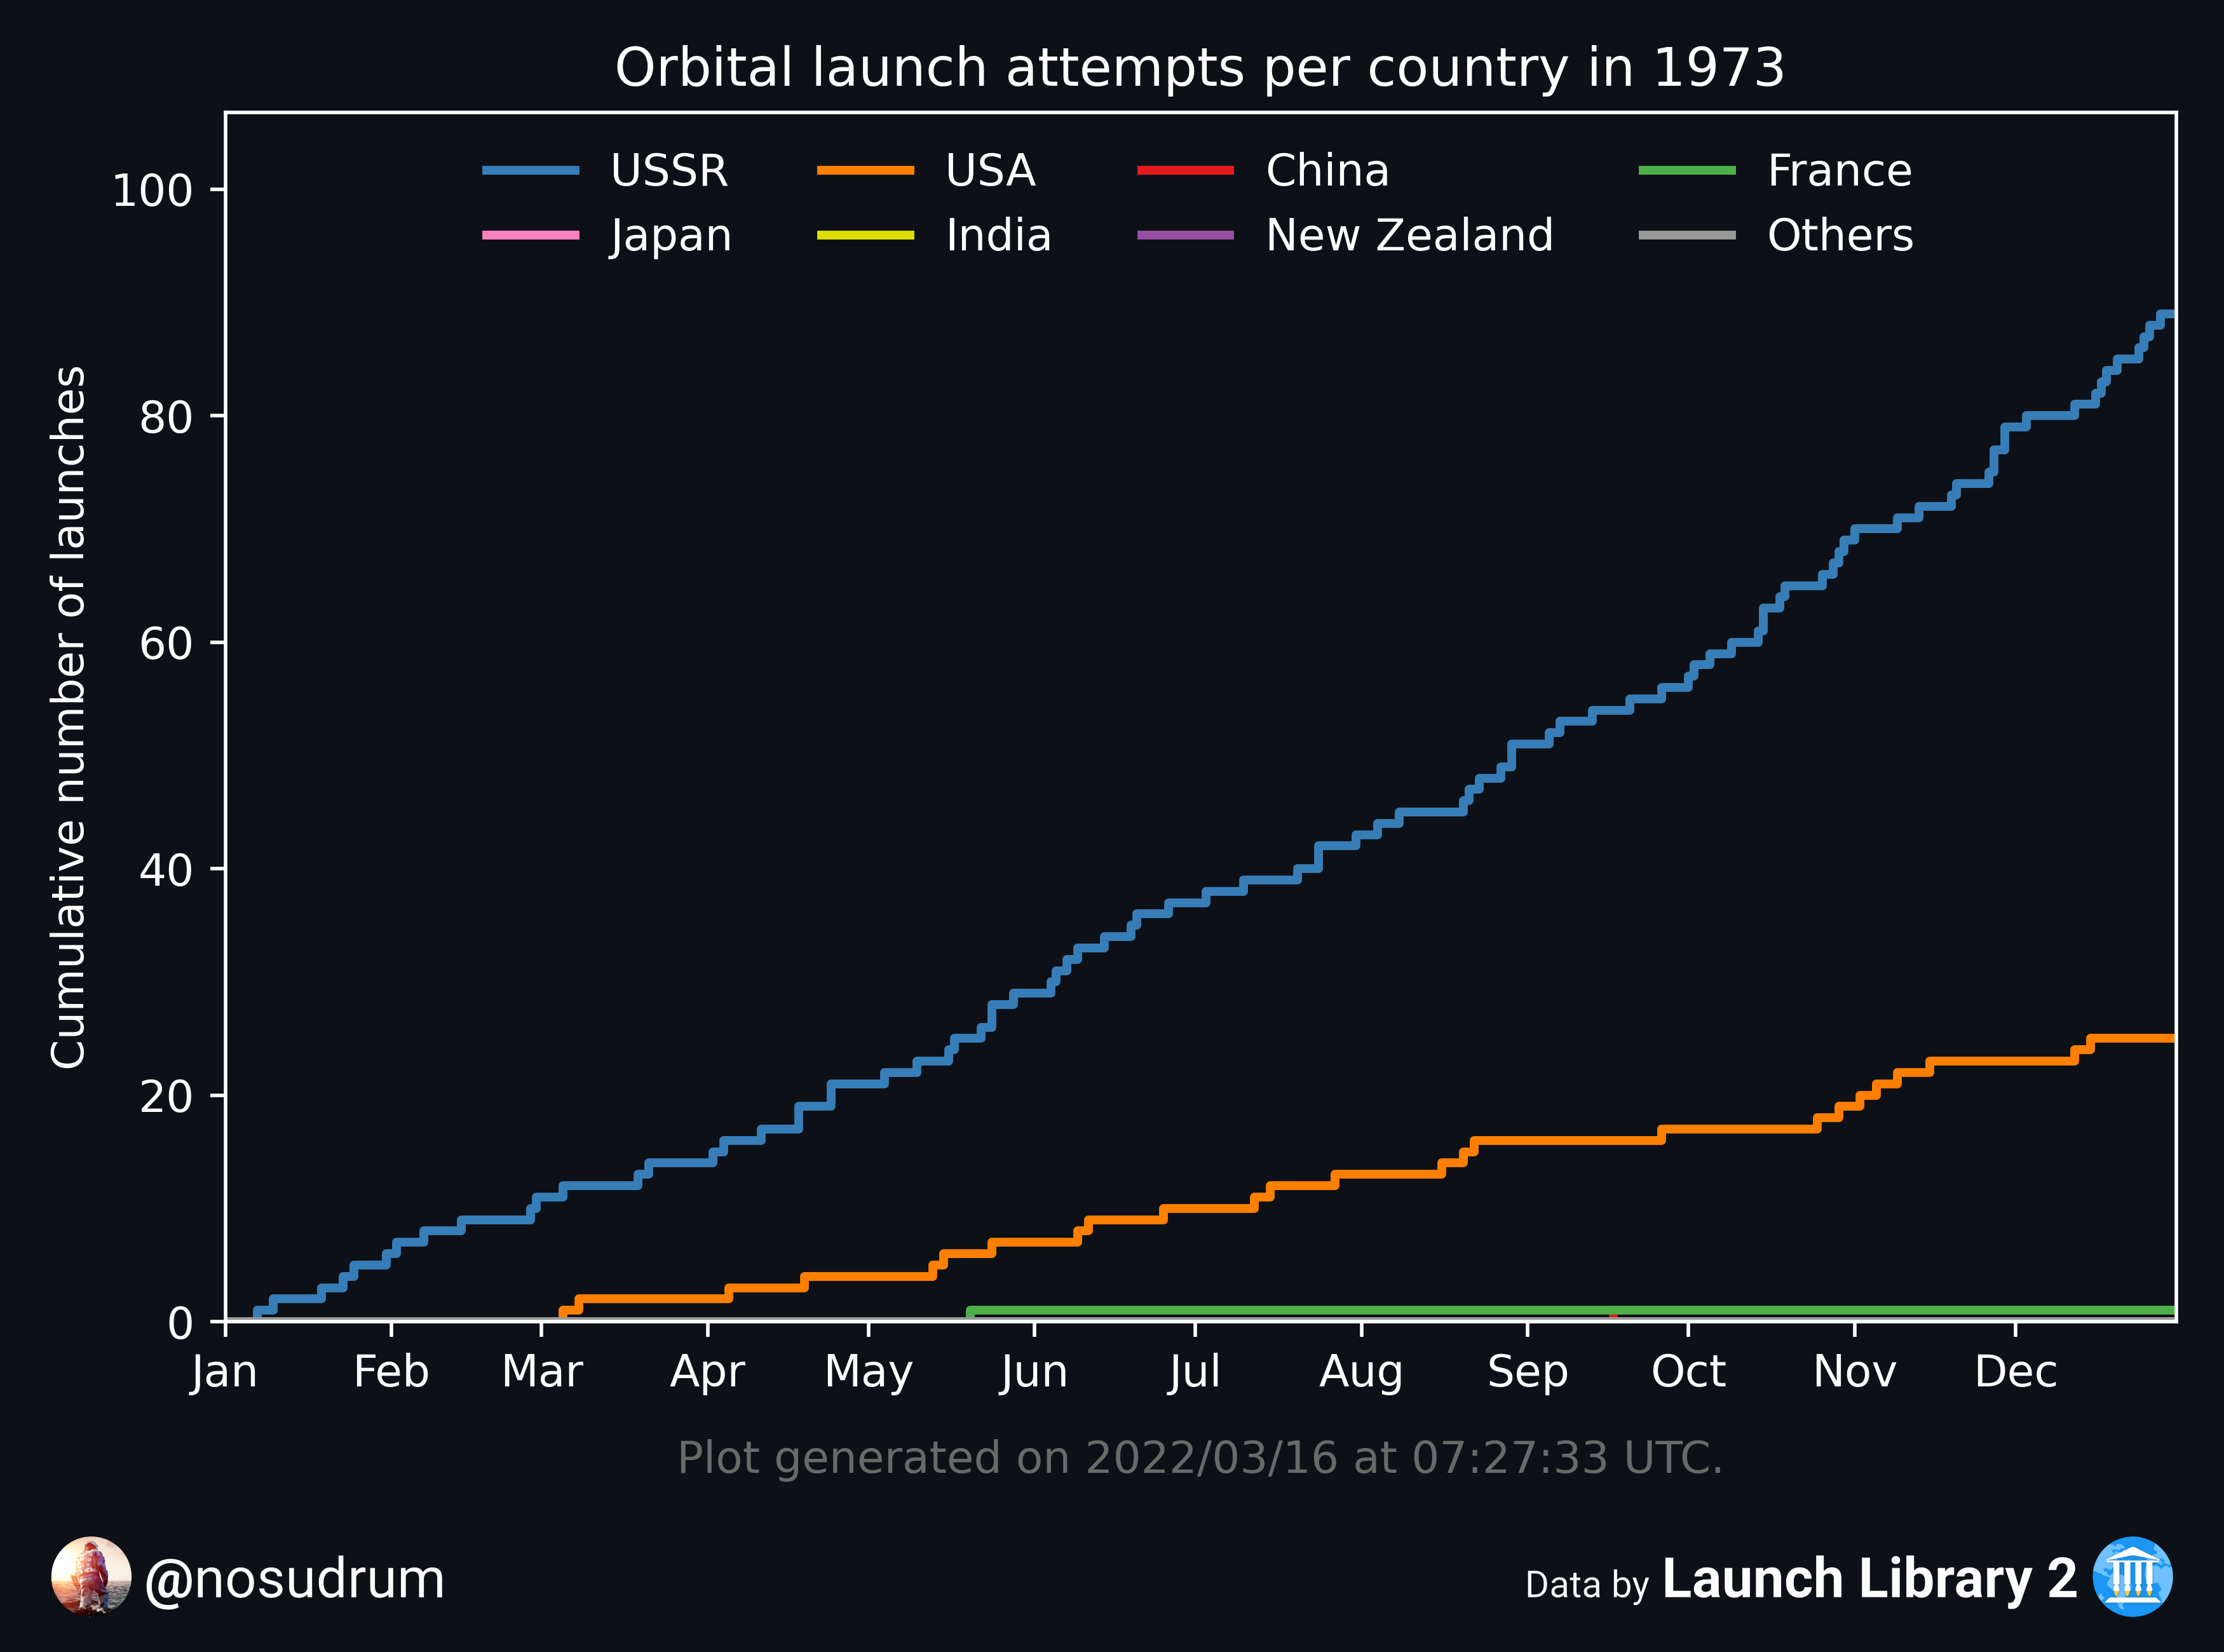 Orbital launch attempts per country in 1973
USSR USA China France
Japan India New Zealand Others
Cumulative number of launches
100
80
60
40
20
0
Jan Feb Mar Apr May Jun Jul Aug Sep Oct Nov Dec
Plot generated on 2022/03/16 at 07:27:33 UTC.
@nosudrum
Data by Launch Library 2